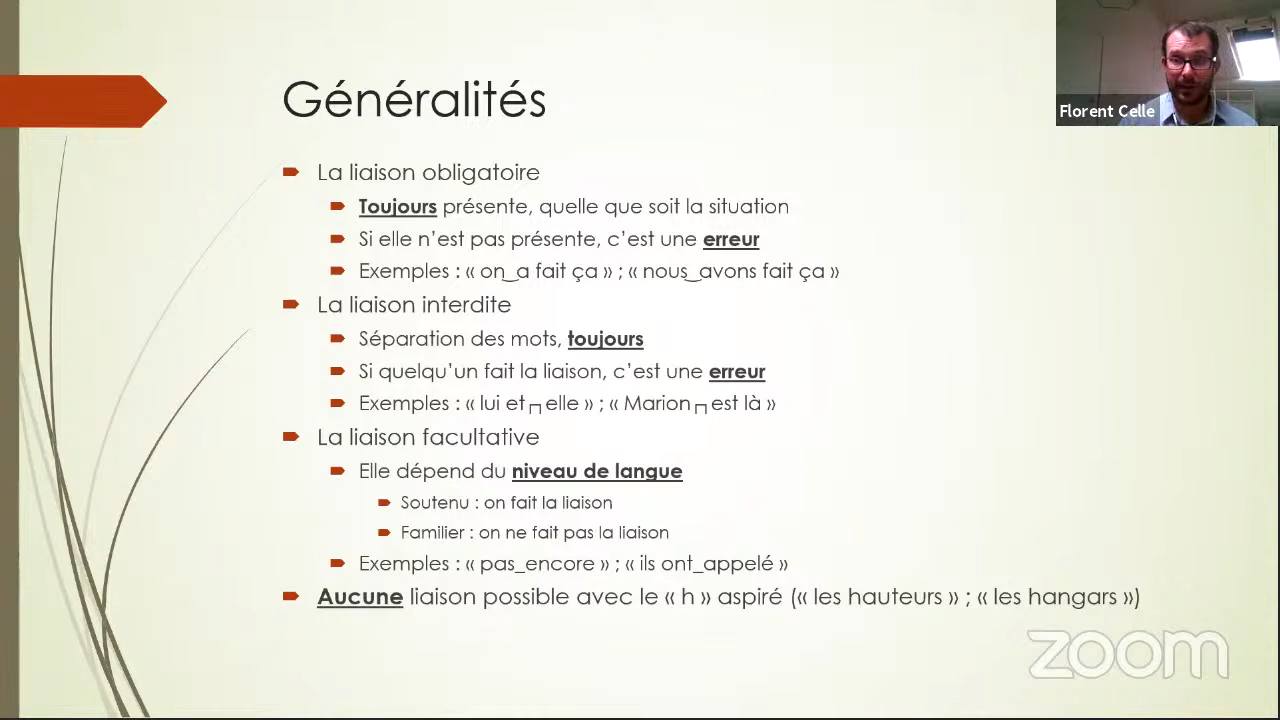 Généralités
Florent Celle
La liaison obligatoire
Toujours présente, quelle que soit la situation
Si elle n’est pas présente, c’est une erreur
Exemples : « on‿a fait ça » ; « nous‿avons fait ça »
La liaison interdite
Séparation des mots, toujours
Si quelqu’un fait la liaison, c’est une erreur
Exemples : « lui et┌┐elle » ; « Marion┌┐est là »
La liaison facultative
Elle dépend du niveau de langue
Soutenu : on fait la liaison
Familier : on ne fait pas la liaison
Exemples : « pas_encore » ; « ils ont_appelé »
Aucune liaison possible avec le « h » aspiré (« les hauteurs » ; « les hangars »)
zoom